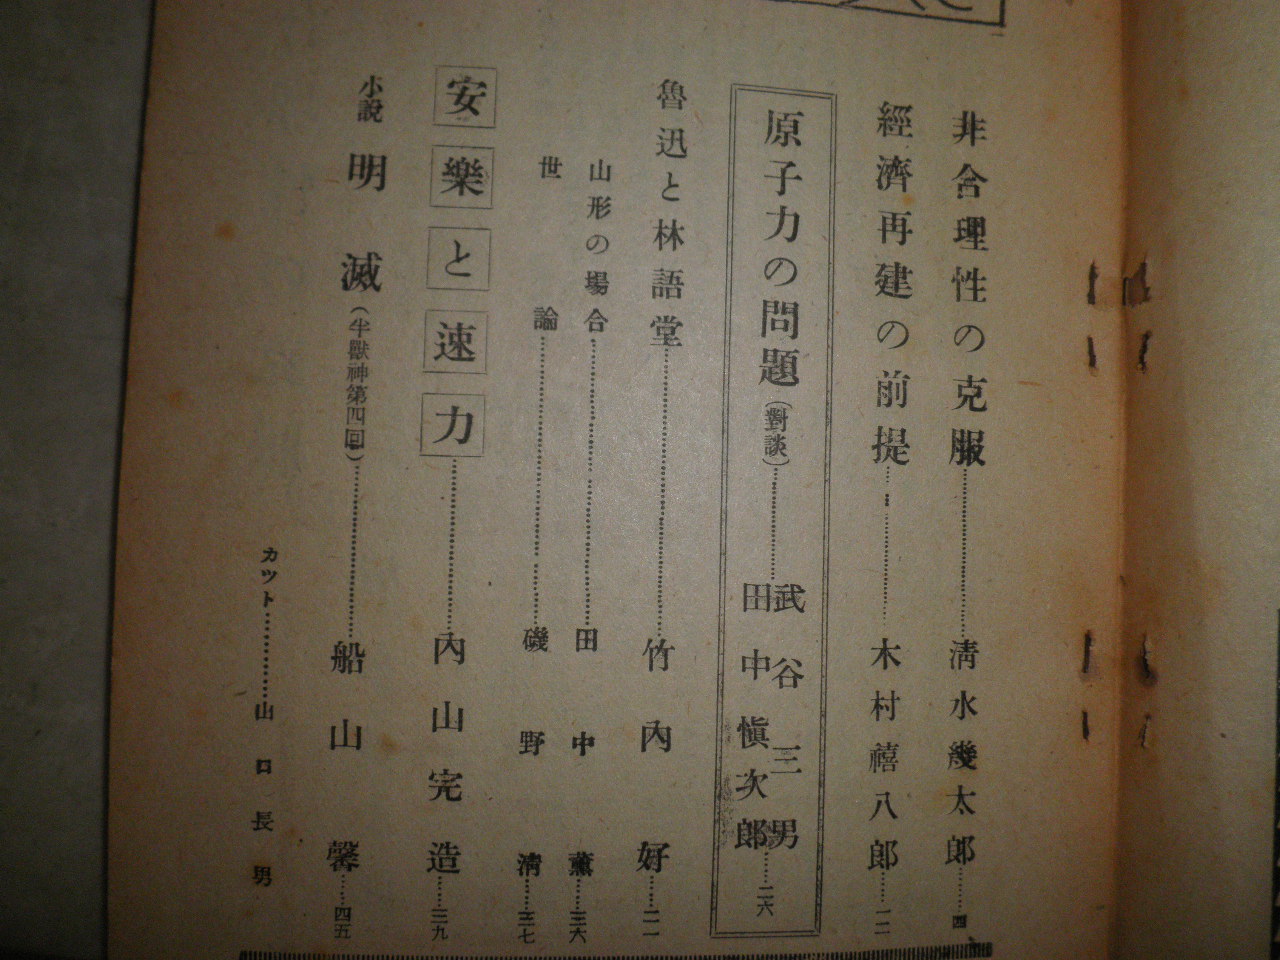 非合理性の克服……清水幾太郎……四
經濟再建の前提……木村禧八郎……一二
原子力の問題(對談)……武谷三男
田中愼次郎……二六
魯迅と林語堂……竹內好……二一
山形の場合……田中薫……三六
世論……磯野清……三七
安樂と速力……內山完造……三九
小説 明滅(半獸神第四回)……船山馨……四五
カット……山口長男